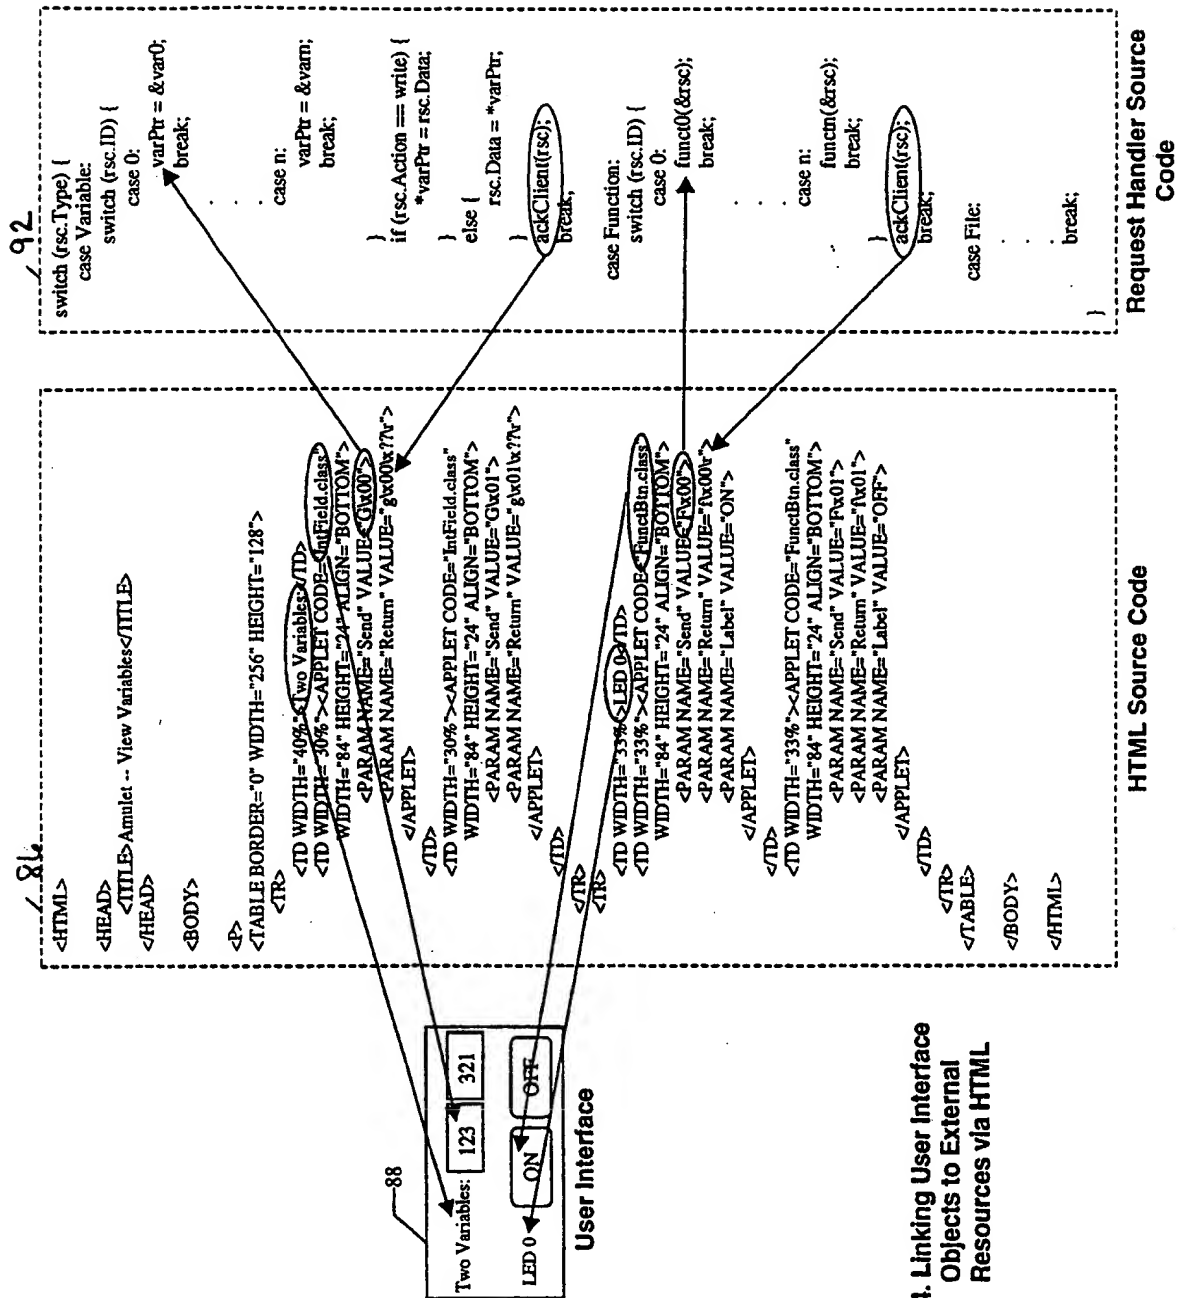 92
switch (rsc.Type) {
case Variable:
switch (rsc.ID) {
case 0:
varPtr = &var0;
break;
. . .
case n:
varPtr = &varn;
break;
}
if (rsc.Action == write) {
*varPtr = rsc.Data;
}
else {
rsc.Data = *varPtr;
}
ackClient(rsc);
break;
case Function:
switch (rsc.ID) {
case 0:
funct0(&rsc);
break;
. . .
case n:
functn(&rsc);
break;
}
ackClient(rsc);
break;
case File:
. . .
break;
}
Request Handler Source
Code
86
<HTML>
<HEAD>
<TITLE>Amulet -- View Variables</TITLE>
</HEAD>
<BODY>
<P>
<TABLE BORDER="0" WIDTH="256" HEIGHT="128">
<TR>
<TD WIDTH="40%">Two Variables:</TD>
<TD WIDTH="30%"><APPLET CODE="IntField.class"
WIDTH="84" HEIGHT="24" ALIGN="BOTTOM">
<PARAM NAME="Send" VALUE="G\x00">
<PARAM NAME="Return" VALUE="g\x00\x??\r">
</APPLET>
</TD>
<TD WIDTH="30%"><APPLET CODE="IntField.class"
WIDTH="84" HEIGHT="24" ALIGN="BOTTOM">
<PARAM NAME="Send" VALUE="G\x01">
<PARAM NAME="Return" VALUE="g\x01\x??\r">
</APPLET>
</TD>
</TR>
<TR>
<TD WIDTH="33%">LED 0</TD>
<TD WIDTH="33%"><APPLET CODE="FunctBtn.class"
WIDTH="84" HEIGHT="24" ALIGN="BOTTOM">
<PARAM NAME="Send" VALUE="F\x00">
<PARAM NAME="Return" VALUE="f\x00\r">
<PARAM NAME="Label" VALUE="ON">
</APPLET>
</TD>
<TD WIDTH="33%"><APPLET CODE="FunctBtn.class"
WIDTH="84" HEIGHT="24" ALIGN="BOTTOM">
<PARAM NAME="Send" VALUE="F\x01">
<PARAM NAME="Return" VALUE="f\x01">
<PARAM NAME="Label" VALUE="OFF">
</APPLET>
</TD>
</TR>
</TABLE>
</BODY>
</HTML>
HTML Source Code
88
Two Variables: 123 321
LED 0 ON OFF
User Interface
4. Linking User Interface
Objects to External
Resources via HTML